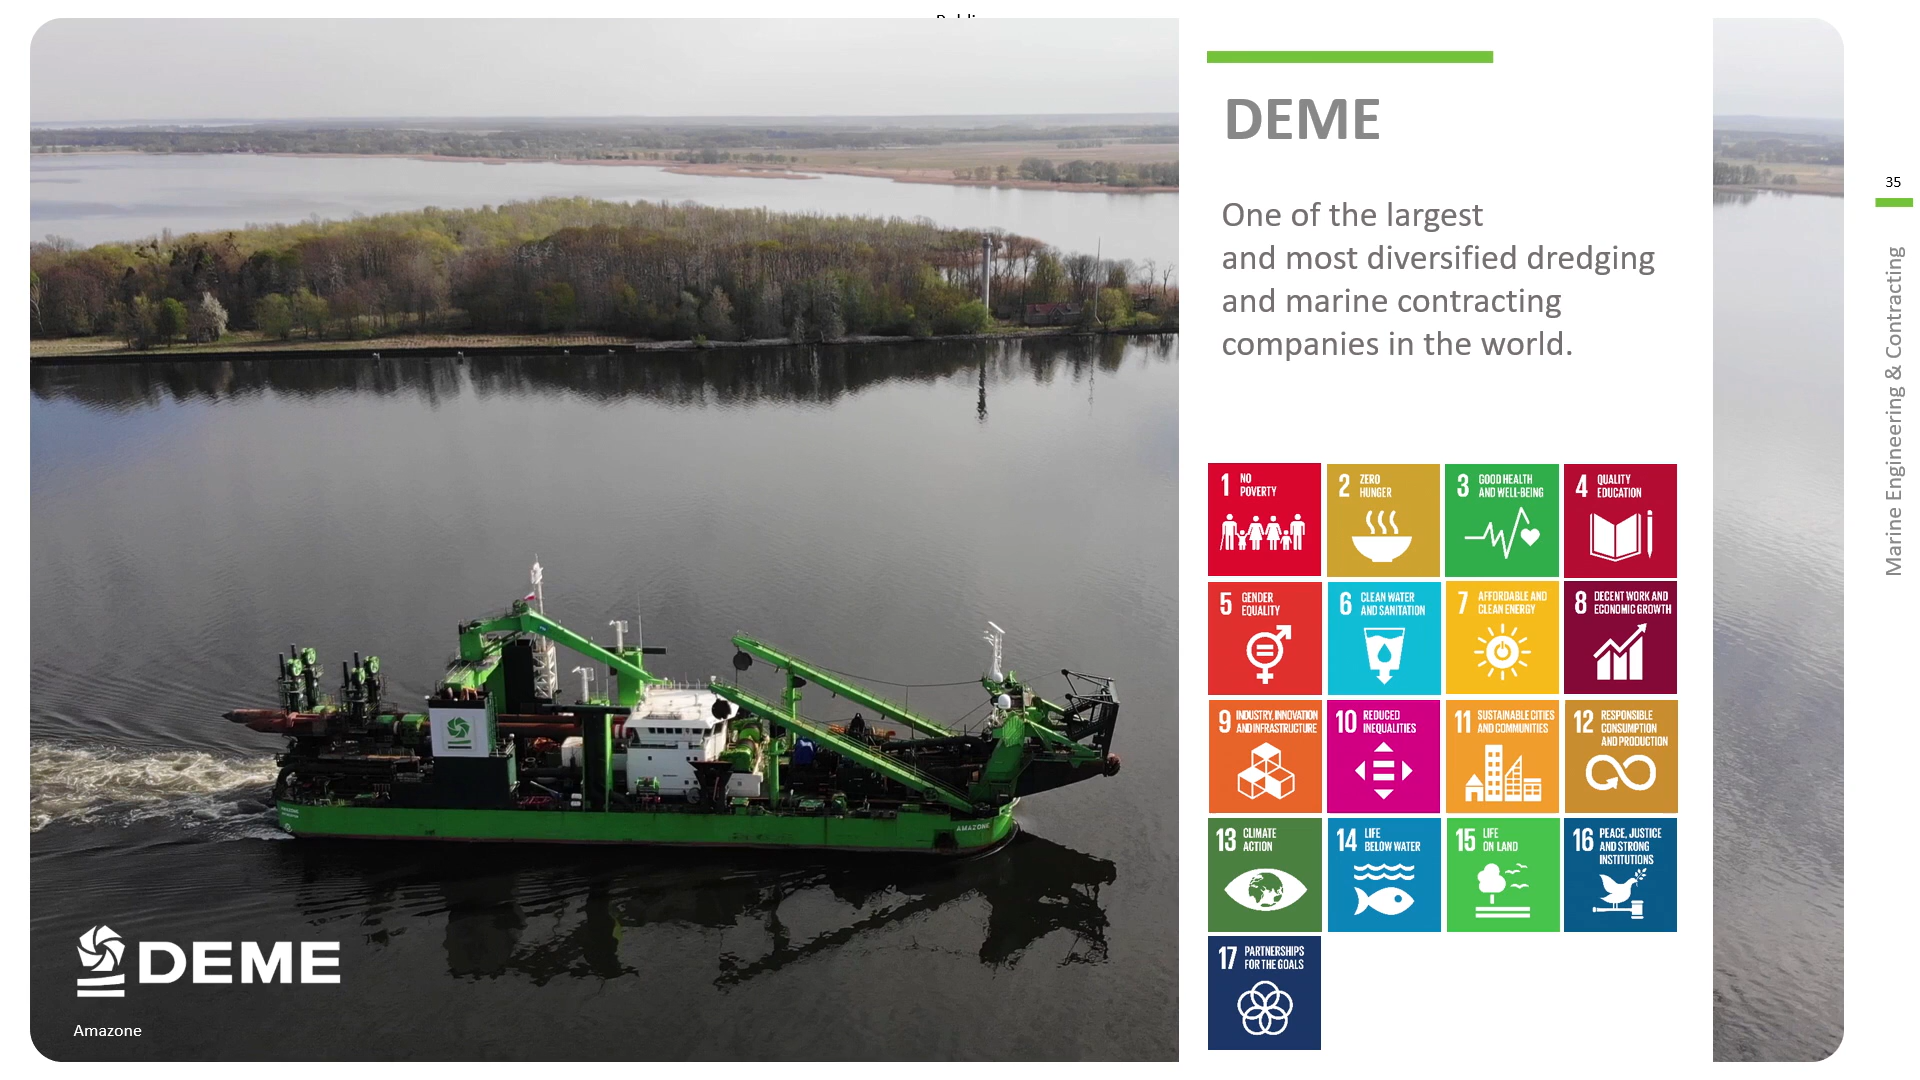 DEME
One of the largest
and most diversified dredging
and marine contracting
companies in the world.
1 NO
POVERTY
2 ZERO
HUNGER
3 GOOD HEALTH
AND WELL-BEING
4 QUALITY
EDUCATION
5 GENDER
EQUALITY
6 CLEAN WATER
AND SANITATION
7 AFFORDABLE AND
CLEAN ENERGY
8 DECENT WORK AND
ECONOMIC GROWTH
9 INDUSTRY, INNOVATION
AND INFRASTRUCTURE
10 REDUCED
INEQUALITIES
11 SUSTAINABLE CITIES
AND COMMUNITIES
12 RESPONSIBLE
CONSUMPTION
AND PRODUCTION
13 CLIMATE
ACTION
14 LIFE
BELOW WATER
15 LIFE
ON LAND
16 PEACE, JUSTICE
AND STRONG
INSTITUTIONS
17 PARTNERSHIPS
FOR THE GOALS
AMAZONE
DEME
Amazone
35
Marine Engineering & Contracting